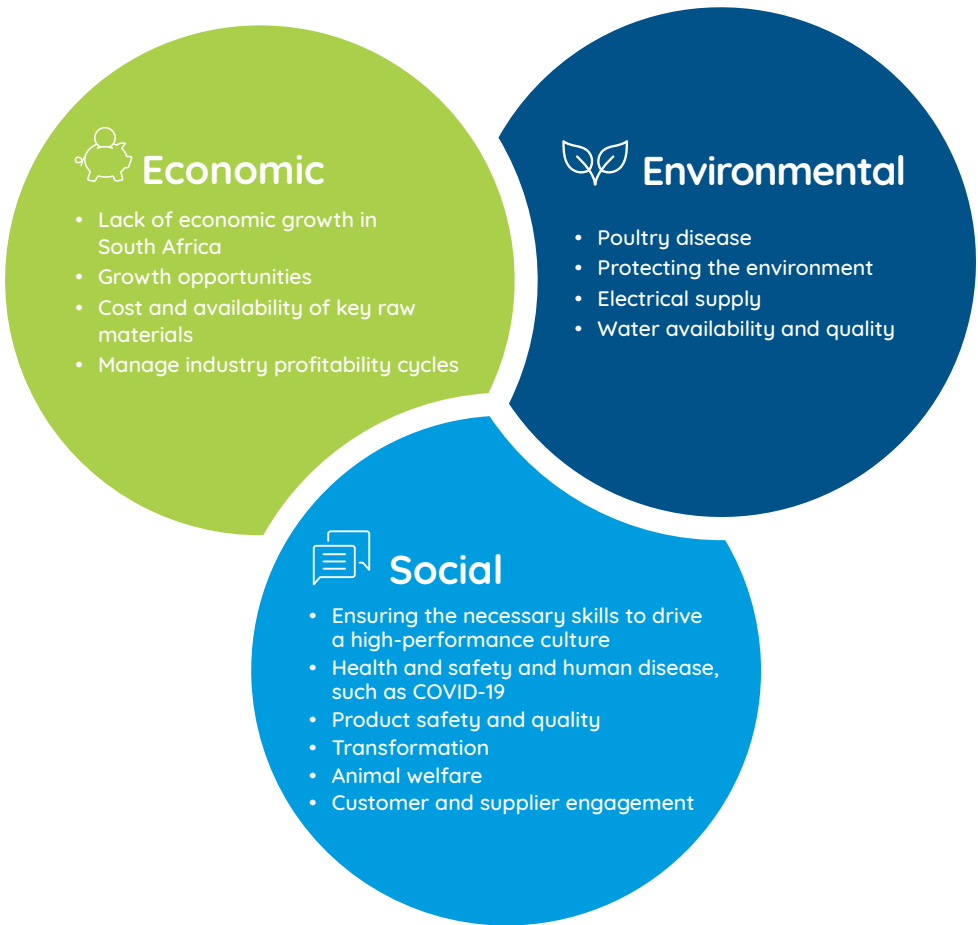 Economic
• Lack of economic growth in
South Africa
• Growth opportunities
• Cost and availability of key raw
materials
• Manage industry profitability cycles
Environmental
• Poultry disease
• Protecting the environment
• Electrical supply
• Water availability and quality
Social
• Ensuring the necessary skills to drive
a high-performance culture
• Health and safety and human disease,
such as COVID-19
• Product safety and quality
• Transformation
• Animal welfare
• Customer and supplier engagement